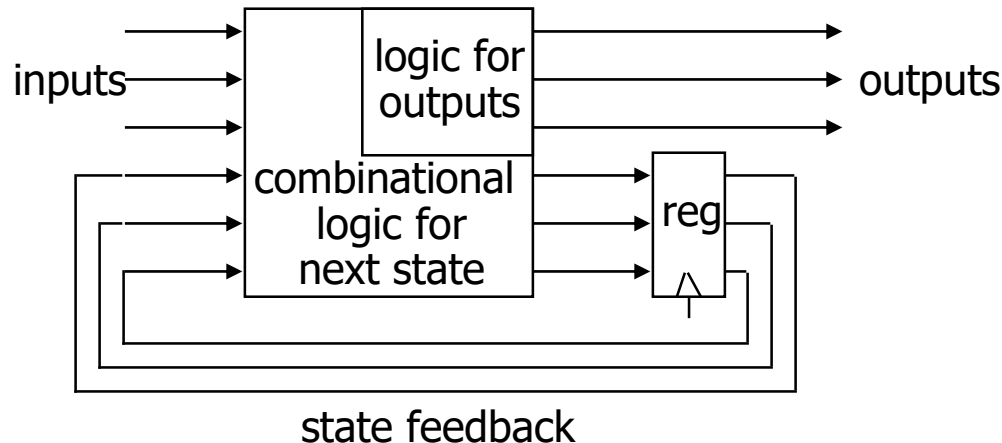 inputs
logic for
outputs
outputs
combinational
logic for
next state
reg
state feedback